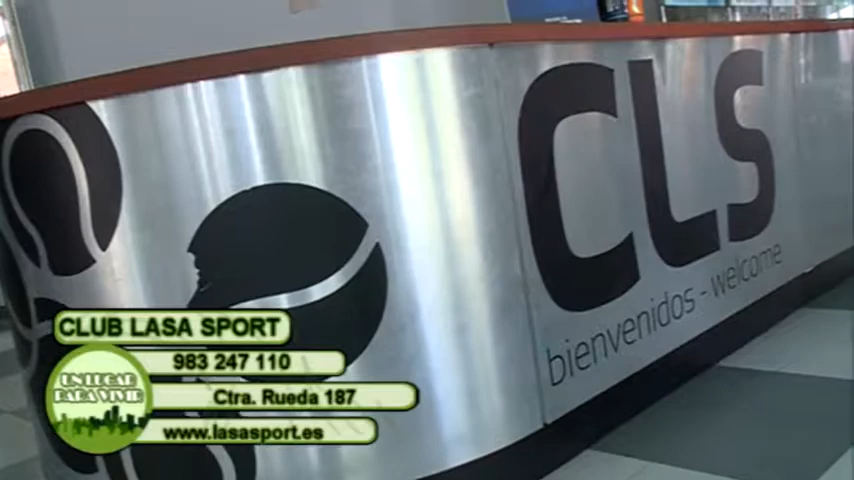 CLS
bienvenidos - welcome
CLUB LASA SPORT
983 247 110
Ctra. Rueda 187
www.lasasport.es
UN LUGAR
PARA VIVIR